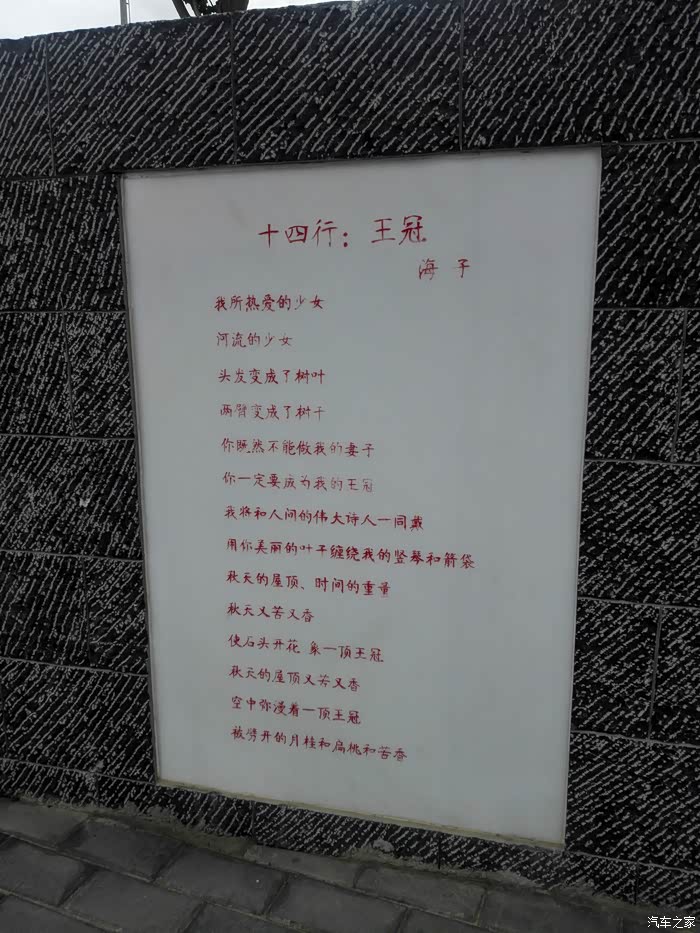 十四行：王冠
海子
我所热爱的少女
河流的少女
头发变成了树叶
两臂变成了树干
你既然不能做我的妻子
你一定要成为我的王冠
我将和人间的伟大诗人一同戴
用你美丽的叶子缠绕我的竖琴和箭袋
秋天的屋顶、时间的重量
秋天又苦又香
使石头开花 象一顶王冠
秋天的屋顶又苦又香
空中弥漫着一顶王冠
被劈开的月桂和扁桃和苦香
汽车之家